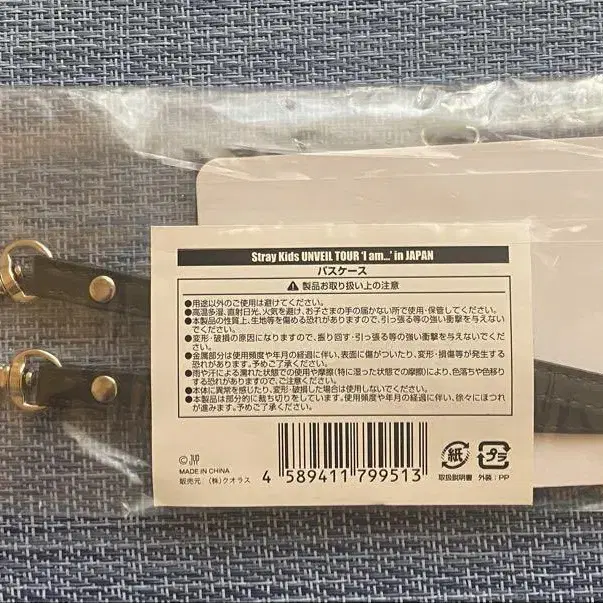 Stray Kids UNVEIL TOUR 'I am...' in JAPAN
パスケース
⚠ 製品お取り扱い上の注意
●用途以外のご使用は避けてください。
●高温多湿、直射日光、火気を避け、お子さまの手の届かない所で使用・保管してください。
●本製品の性質上、生地等を傷める恐れがありますので、引っ張る等の強い衝撃を与えない
でください。
●変形・破損の原因になりますので、振り回す・引っ張る等の強い衝撃を与えないでくだ
さい。
●金属部分は使用頻度や年月の経過に伴い、表面に傷がついたり、変形・損傷等が発生する
恐れがあります。予めご了承ください。
●雨や汗による濡れた状態での使用や摩擦(特に湿った状態での摩擦)により、色落ちや色移り
する恐れがありますので、ご注意ください。
●本体に異常を感じたり、変形・破損した場合は使用しないでください。
●本製品は部分的に裁ち切りをしています。使用頻度や年月の経過に伴い、徐々にほつれ
が進みます。予めご了承ください。
© JYP
MADE IN CHINA
販売元 (株)クオラス
4 589411 799513
紙
プラ
取扱説明書 外装:PP